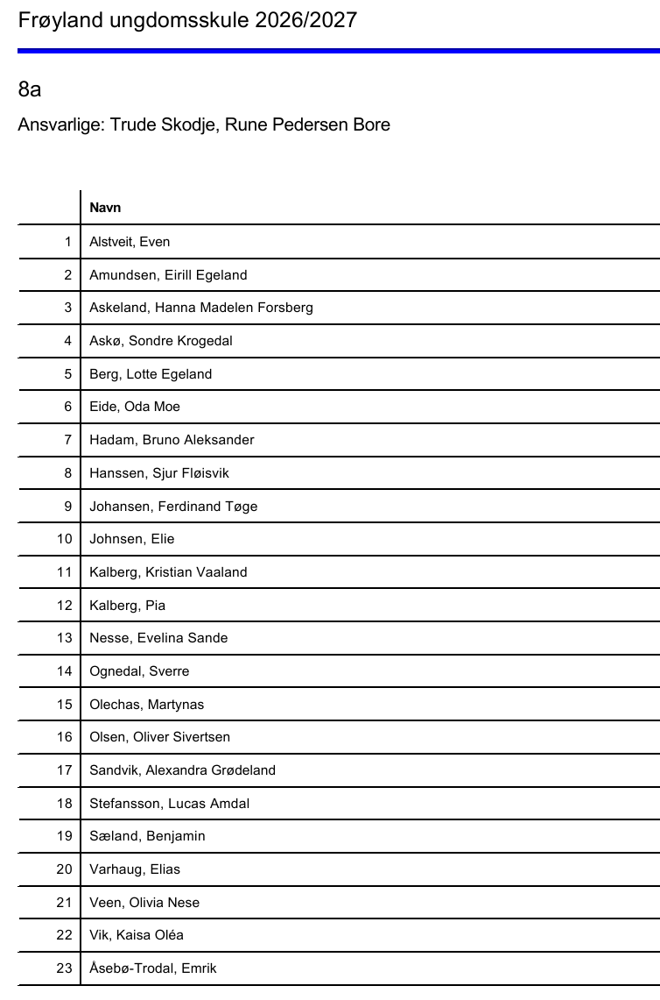 Frøyland ungdomsskule 2026/2027
8a
Ansvarlige: Trude Skodje, Rune Pedersen Bore
Navn
1 Alstveit, Even
2 Amundsen, Eirill Egeland
3 Askeland, Hanna Madelen Forsberg
4 Askø, Sondre Krogedal
5 Berg, Lotte Egeland
6 Eide, Oda Moe
7 Hadam, Bruno Aleksander
8 Hanssen, Sjur Fløisvik
9 Johansen, Ferdinand Tøge
10 Johnsen, Elie
11 Kalberg, Kristian Vaaland
12 Kalberg, Pia
13 Nesse, Evelina Sande
14 Ognedal, Sverre
15 Olechas, Martynas
16 Olsen, Oliver Sivertsen
17 Sandvik, Alexandra Grødeland
18 Stefansson, Lucas Amdal
19 Sæland, Benjamin
20 Varhaug, Elias
21 Veen, Olivia Nese
22 Vik, Kaisa Oléa
23 Åsebø-Trodal, Emrik